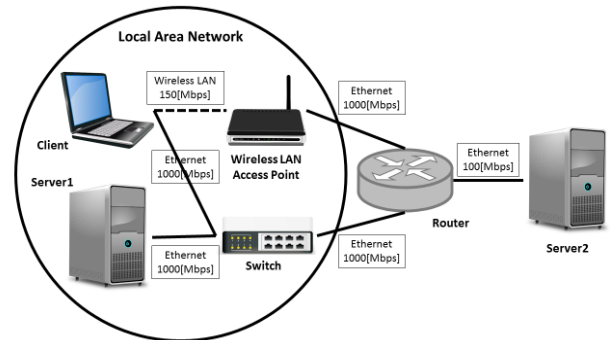 Local Area Network
Wireless LAN
150[Mbps]
Ethernet
1000[Mbps]
Client
Ethernet
1000[Mbps]
Wireless LAN
Access Point
Ethernet
100[Mbps]
Server1
Router
Server2
Ethernet
1000[Mbps]
Switch
Ethernet
1000[Mbps]